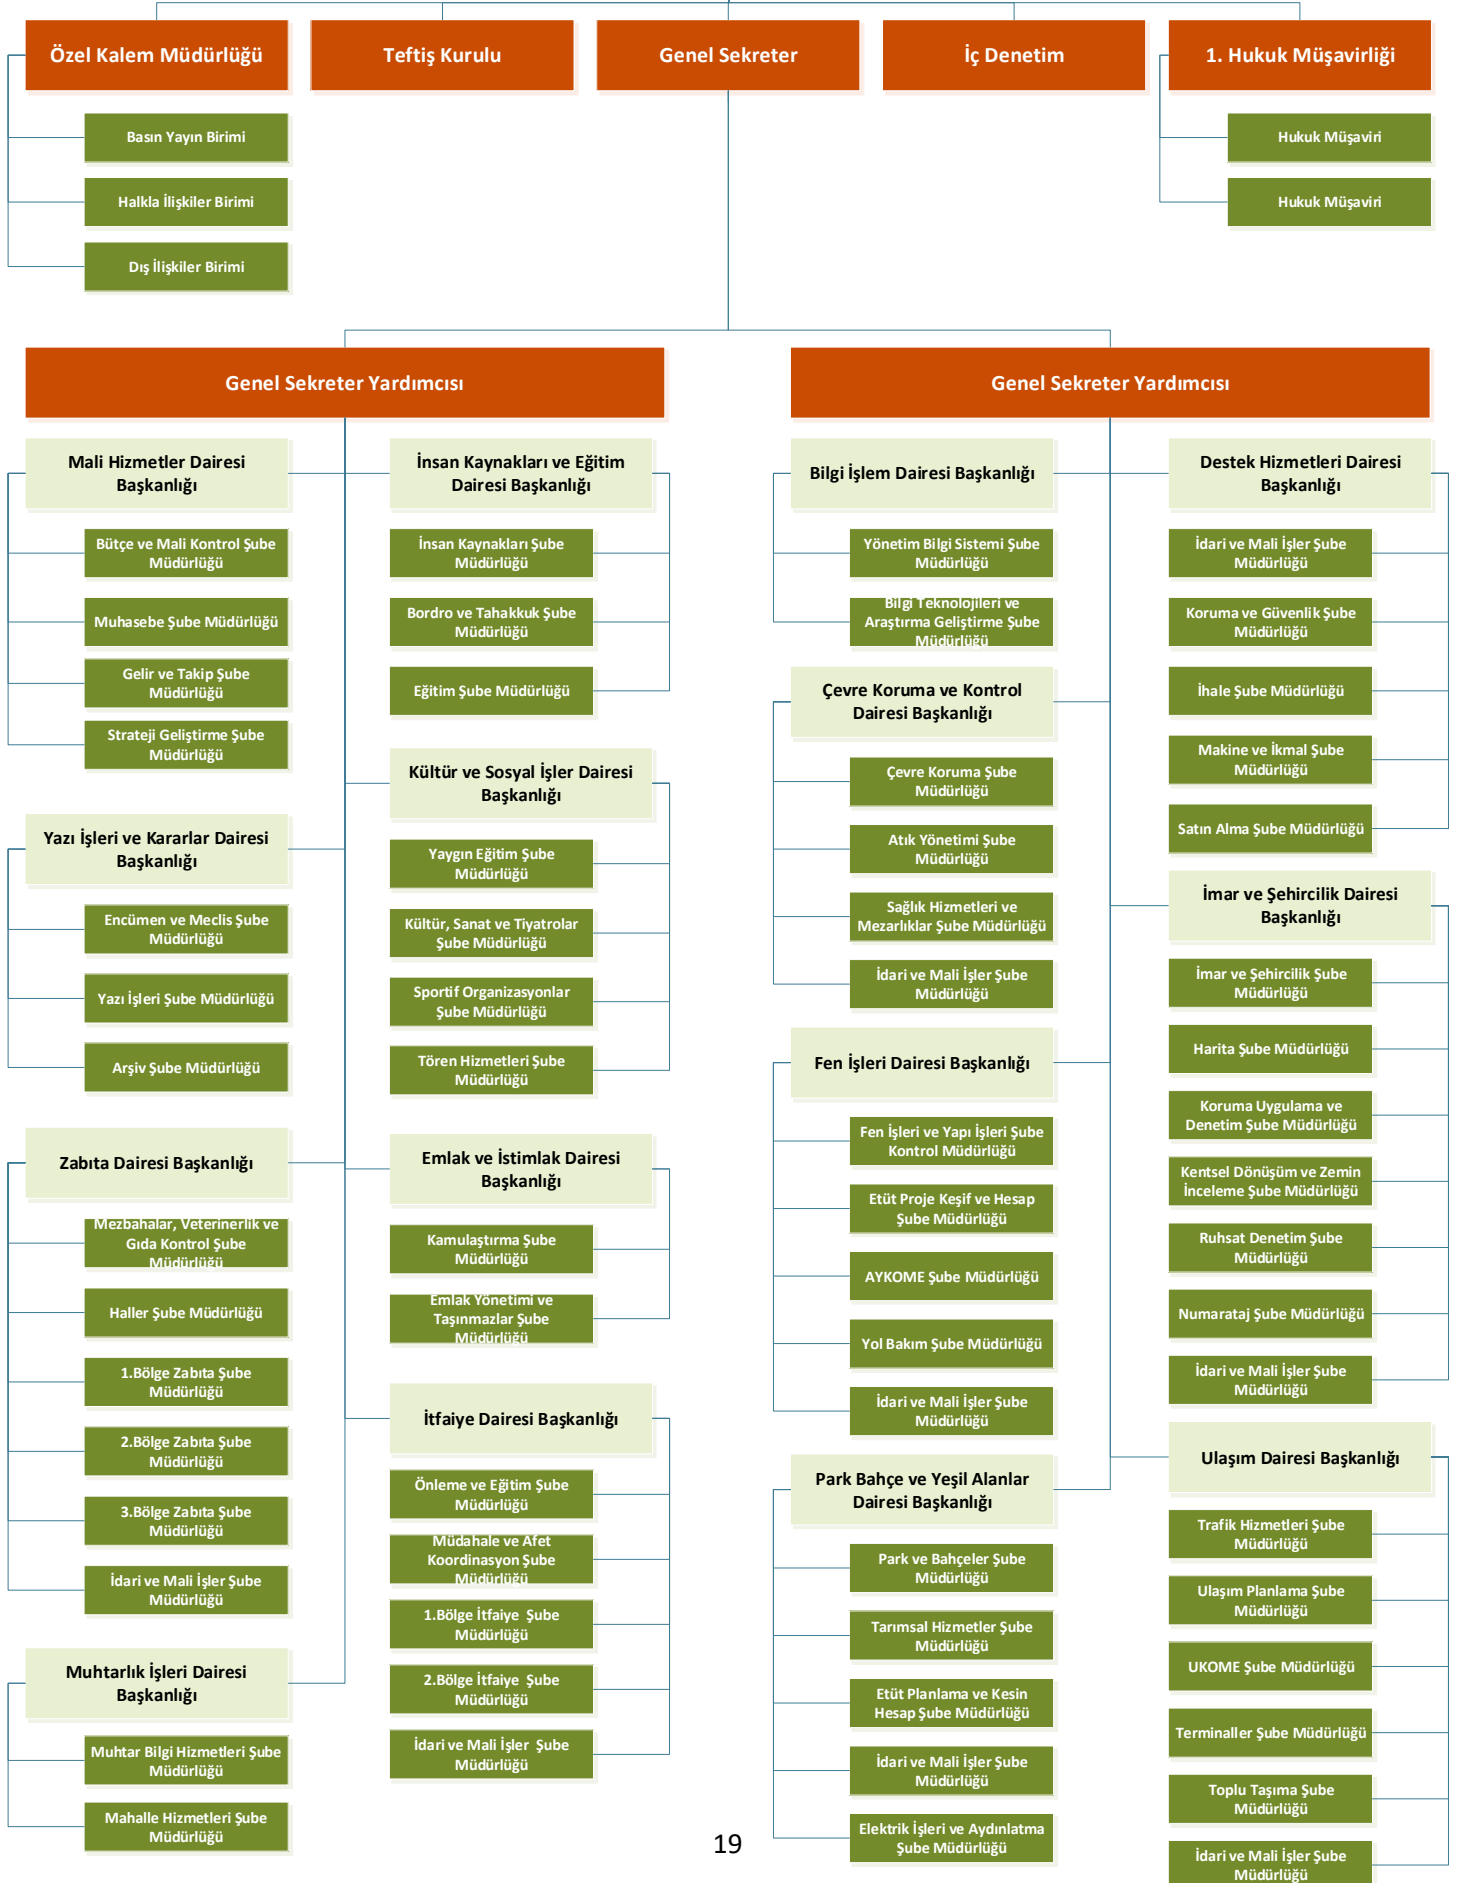 Özel Kalem Müdürlüğü
Teftiş Kurulu
Genel Sekreter
İç Denetim
1. Hukuk Müşavirliği
Basın Yayın Birimi
Halkla İlişkiler Birimi
Dış İlişkiler Birimi
Hukuk Müşaviri
Hukuk Müşaviri
Genel Sekreter Yardımcısı
Mali Hizmetler Dairesi
Başkanlığı
Bütçe ve Mali Kontrol Şube
Müdürlüğü
Muhasebe Şube Müdürlüğü
Gelir ve Takip Şube
Müdürlüğü
Strateji Geliştirme Şube
Müdürlüğü
Yazı İşleri ve Kararlar Dairesi
Başkanlığı
Encümen ve Meclis Şube
Müdürlüğü
Yazı İşleri Şube Müdürlüğü
Arşiv Şube Müdürlüğü
Zabıta Dairesi Başkanlığı
Mezbahalar, Veterinerlik ve
Gıda Kontrol Şube
Müdürlüğü
Haller Şube Müdürlüğü
1.Bölge Zabıta Şube
Müdürlüğü
2.Bölge Zabıta Şube
Müdürlüğü
3.Bölge Zabıta Şube
Müdürlüğü
İdari ve Mali İşler Şube
Müdürlüğü
Muhtarlık İşleri Dairesi
Başkanlığı
Muhtar Bilgi Hizmetleri Şube
Müdürlüğü
Mahalle Hizmetleri Şube
Müdürlüğü
İnsan Kaynakları ve Eğitim
Dairesi Başkanlığı
İnsan Kaynakları Şube
Müdürlüğü
Bordro ve Tahakkuk Şube
Müdürlüğü
Eğitim Şube Müdürlüğü
Kültür ve Sosyal İşler Dairesi
Başkanlığı
Yaygın Eğitim Şube
Müdürlüğü
Kültür, Sanat ve Tiyatrolar
Şube Müdürlüğü
Sportif Organizasyonlar
Şube Müdürlüğü
Tören Hizmetleri Şube
Müdürlüğü
Emlak ve İstimlak Dairesi
Başkanlığı
Kamulaştırma Şube
Müdürlüğü
Emlak Yönetimi ve
Taşınmazlar Şube
Müdürlüğü
İtfaiye Dairesi Başkanlığı
Önleme ve Eğitim Şube
Müdürlüğü
Müdahale ve Afet
Koordinasyon Şube
Müdürlüğü
1.Bölge İtfaiye  Şube
Müdürlüğü
2.Bölge İtfaiye  Şube
Müdürlüğü
İdari ve Mali İşler  Şube
Müdürlüğü
Genel Sekreter Yardımcısı
Bilgi İşlem Dairesi Başkanlığı
Yönetim Bilgi Sistemi Şube
Müdürlüğü
Bilgi Teknolojileri ve
Araştırma Geliştirme Şube
Müdürlüğü
Çevre Koruma ve Kontrol
Dairesi Başkanlığı
Çevre Koruma Şube
Müdürlüğü
Atık Yönetimi Şube
Müdürlüğü
Sağlık Hizmetleri ve
Mezarlıklar Şube Müdürlüğü
İdari ve Mali İşler Şube
Müdürlüğü
Fen İşleri Dairesi Başkanlığı
Fen İşleri ve Yapı İşleri Şube
Kontrol Müdürlüğü
Etüt Proje Keşif ve Hesap
Şube Müdürlüğü
AYKOME Şube Müdürlüğü
Yol Bakım Şube Müdürlüğü
İdari ve Mali İşler Şube
Müdürlüğü
Park Bahçe ve Yeşil Alanlar
Dairesi Başkanlığı
Park ve Bahçeler Şube
Müdürlüğü
Tarımsal Hizmetler Şube
Müdürlüğü
Etüt Planlama ve Kesin
Hesap Şube Müdürlüğü
İdari ve Mali İşler Şube
Müdürlüğü
Elektrik İşleri ve Aydınlatma
Şube Müdürlüğü
Destek Hizmetleri Dairesi
Başkanlığı
İdari ve Mali İşler Şube
Müdürlüğü
Koruma ve Güvenlik Şube
Müdürlüğü
İhale Şube Müdürlüğü
Makine ve İkmal Şube
Müdürlüğü
Satın Alma Şube Müdürlüğü
İmar ve Şehircilik Dairesi
Başkanlığı
İmar ve Şehircilik Şube
Müdürlüğü
Harita Şube Müdürlüğü
Koruma Uygulama ve
Denetim Şube Müdürlüğü
Kentsel Dönüşüm ve Zemin
İnceleme Şube Müdürlüğü
Ruhsat Denetim Şube
Müdürlüğü
Numarataj Şube Müdürlüğü
İdari ve Mali İşler Şube
Müdürlüğü
Ulaşım Dairesi Başkanlığı
Trafik Hizmetleri Şube
Müdürlüğü
Ulaşım Planlama Şube
Müdürlüğü
UKOME Şube Müdürlüğü
Terminaller Şube Müdürlüğü
Toplu Taşıma Şube
Müdürlüğü
İdari ve Mali İşler Şube
Müdürlüğü
19